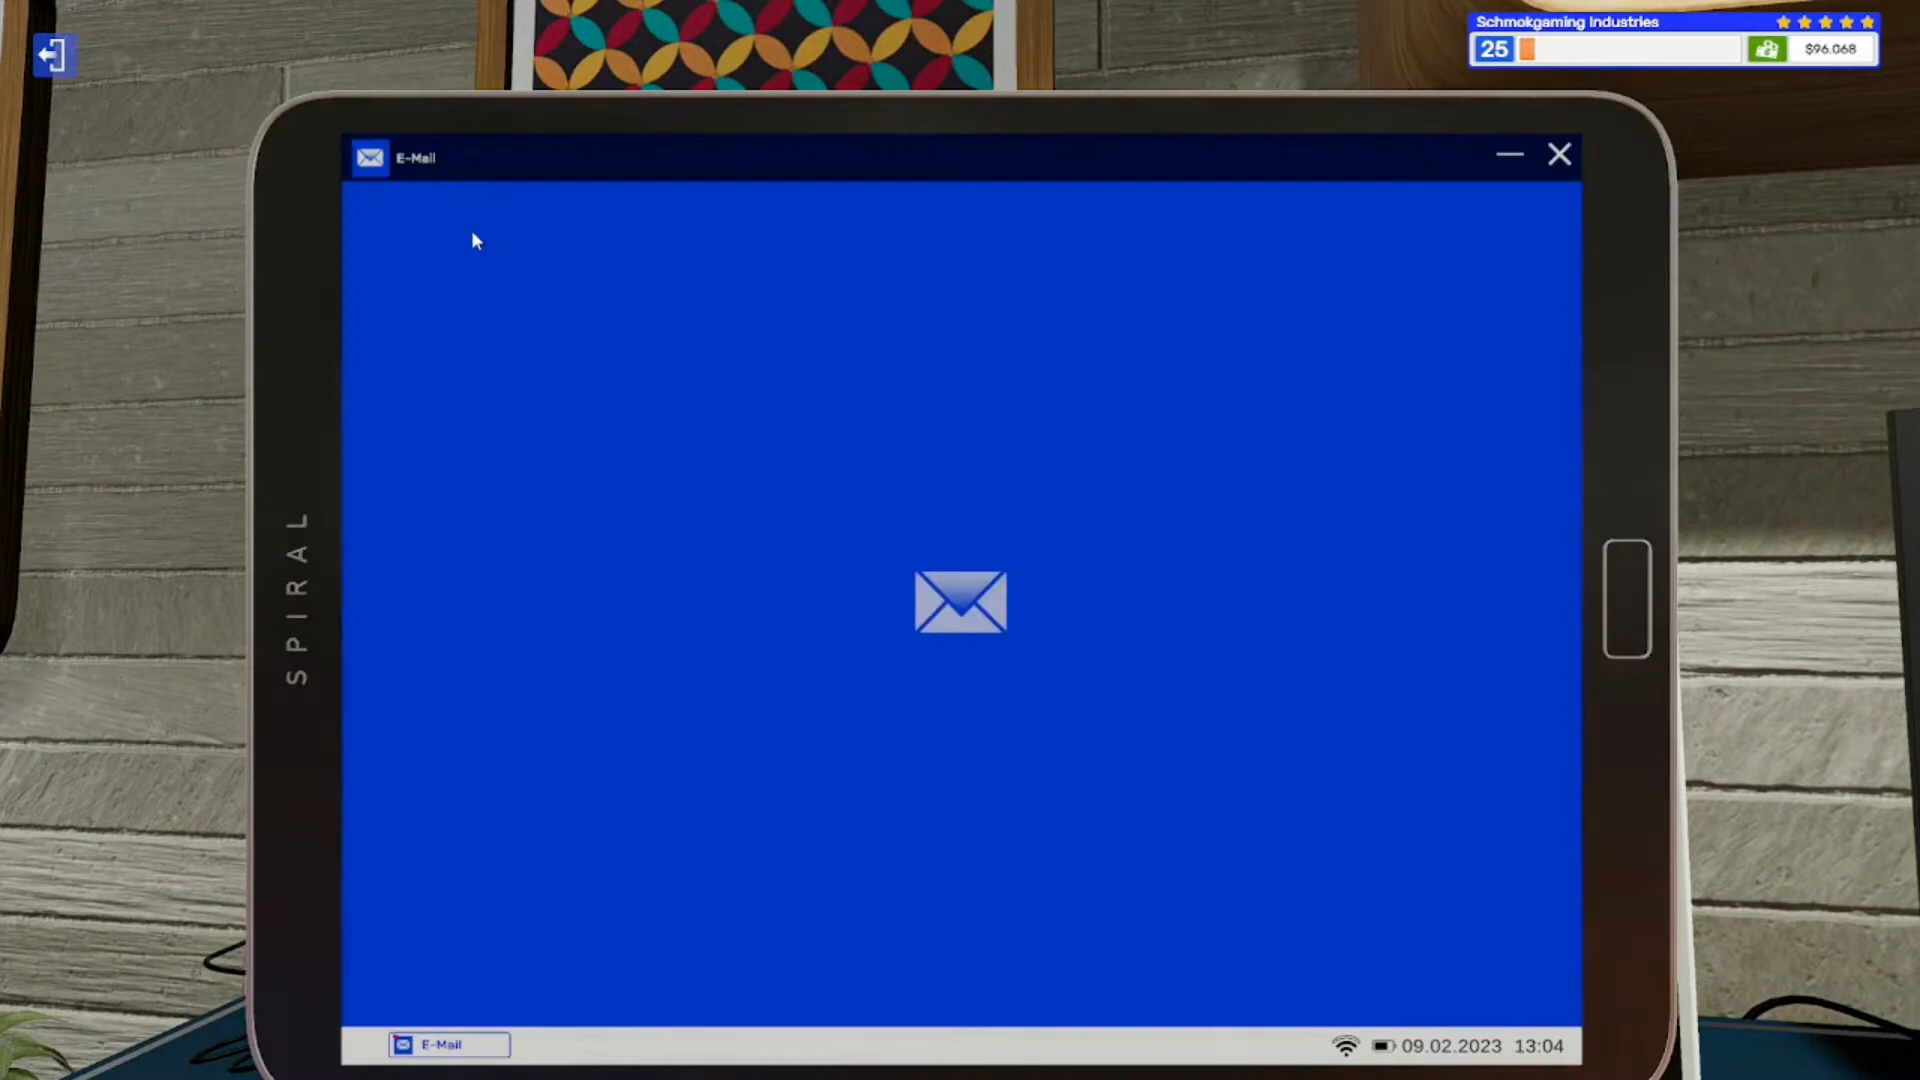 Schmokgaming Industries
25
$96.068
E-Mail
SPIRAL
E-Mail
09.02.2023 13:04